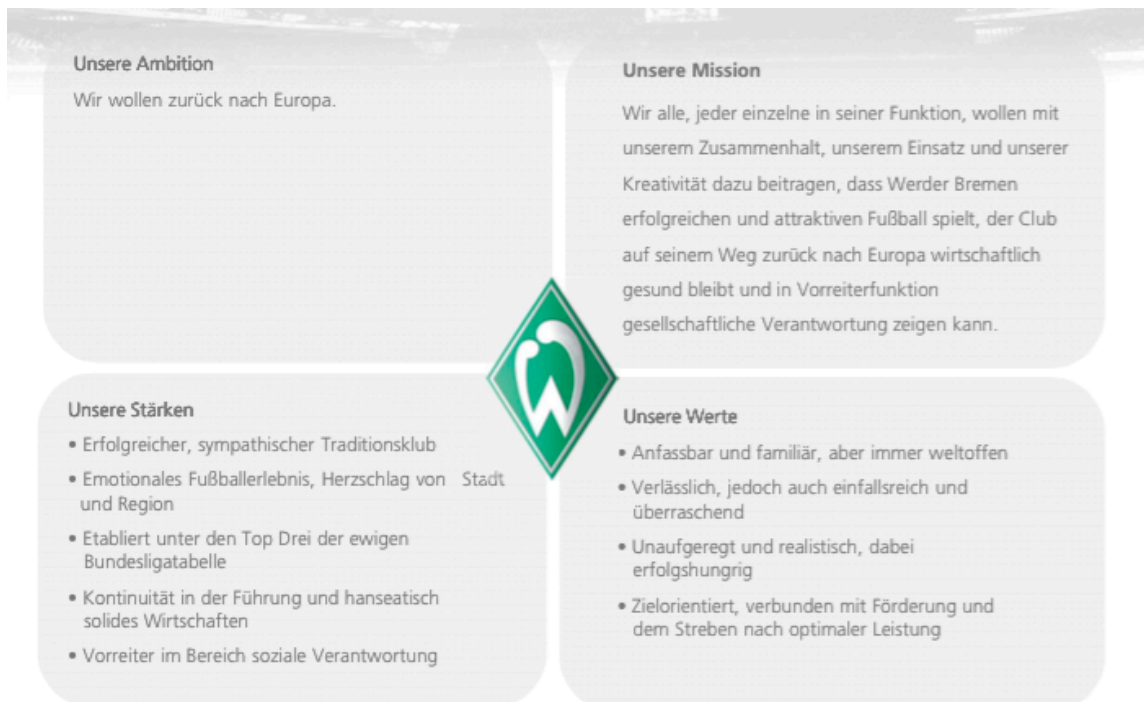 Unsere Ambition
Wir wollen zurück nach Europa.
Unsere Mission
Wir alle, jeder einzelne in seiner Funktion, wollen mit
unserem Zusammenhalt, unserem Einsatz und unserer
Kreativität dazu beitragen, dass Werder Bremen
erfolgreichen und attraktiven Fußball spielt, der Club
auf seinem Weg zurück nach Europa wirtschaftlich
gesund bleibt und in Vorreiterfunktion
gesellschaftliche Verantwortung zeigen kann.
W
Unsere Stärken
• Erfolgreicher, sympathischer Traditionsklub
• Emotionales Fußballerlebnis, Herzschlag von Stadt
und Region
• Etabliert unter den Top Drei der ewigen
Bundesligatabelle
• Kontinuität in der Führung und hanseatisch
solides Wirtschaften
• Vorreiter im Bereich soziale Verantwortung
Unsere Werte
• Anfassbar und familiär, aber immer weltoffen
• Verlässlich, jedoch auch einfallsreich und
überraschend
• Unaufgeregt und realistisch, dabei
erfolgshungrig
• Zielorientiert, verbunden mit Förderung und
dem Streben nach optimaler Leistung